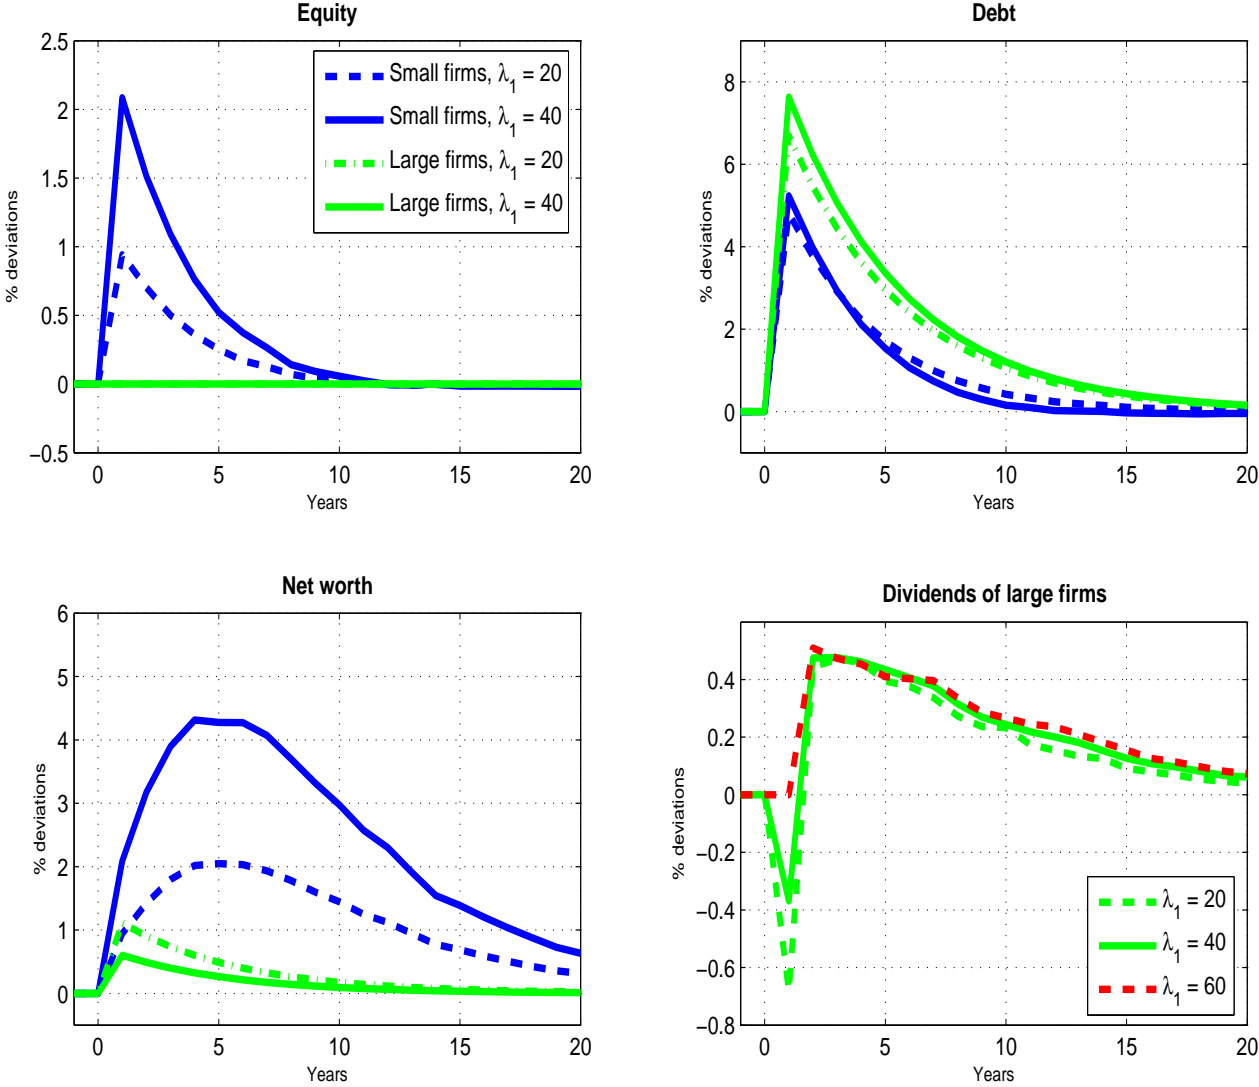 Equity
2.5
2
1.5
1
0.5
0
−0.5
% deviations
0 5 10 15 20
Years
Small firms, λ1 = 20
Small firms, λ1 = 40
Large firms, λ1 = 20
Large firms, λ1 = 40
Debt
8
6
4
2
0
% deviations
0 5 10 15 20
Years
Net worth
6
5
4
3
2
1
0
% deviations
0 5 10 15 20
Years
Dividends of large firms
0.4
0.2
0
−0.2
−0.4
−0.6
−0.8
% deviations
0 5 10 15 20
Years
λ1 = 20
λ1 = 40
λ1 = 60